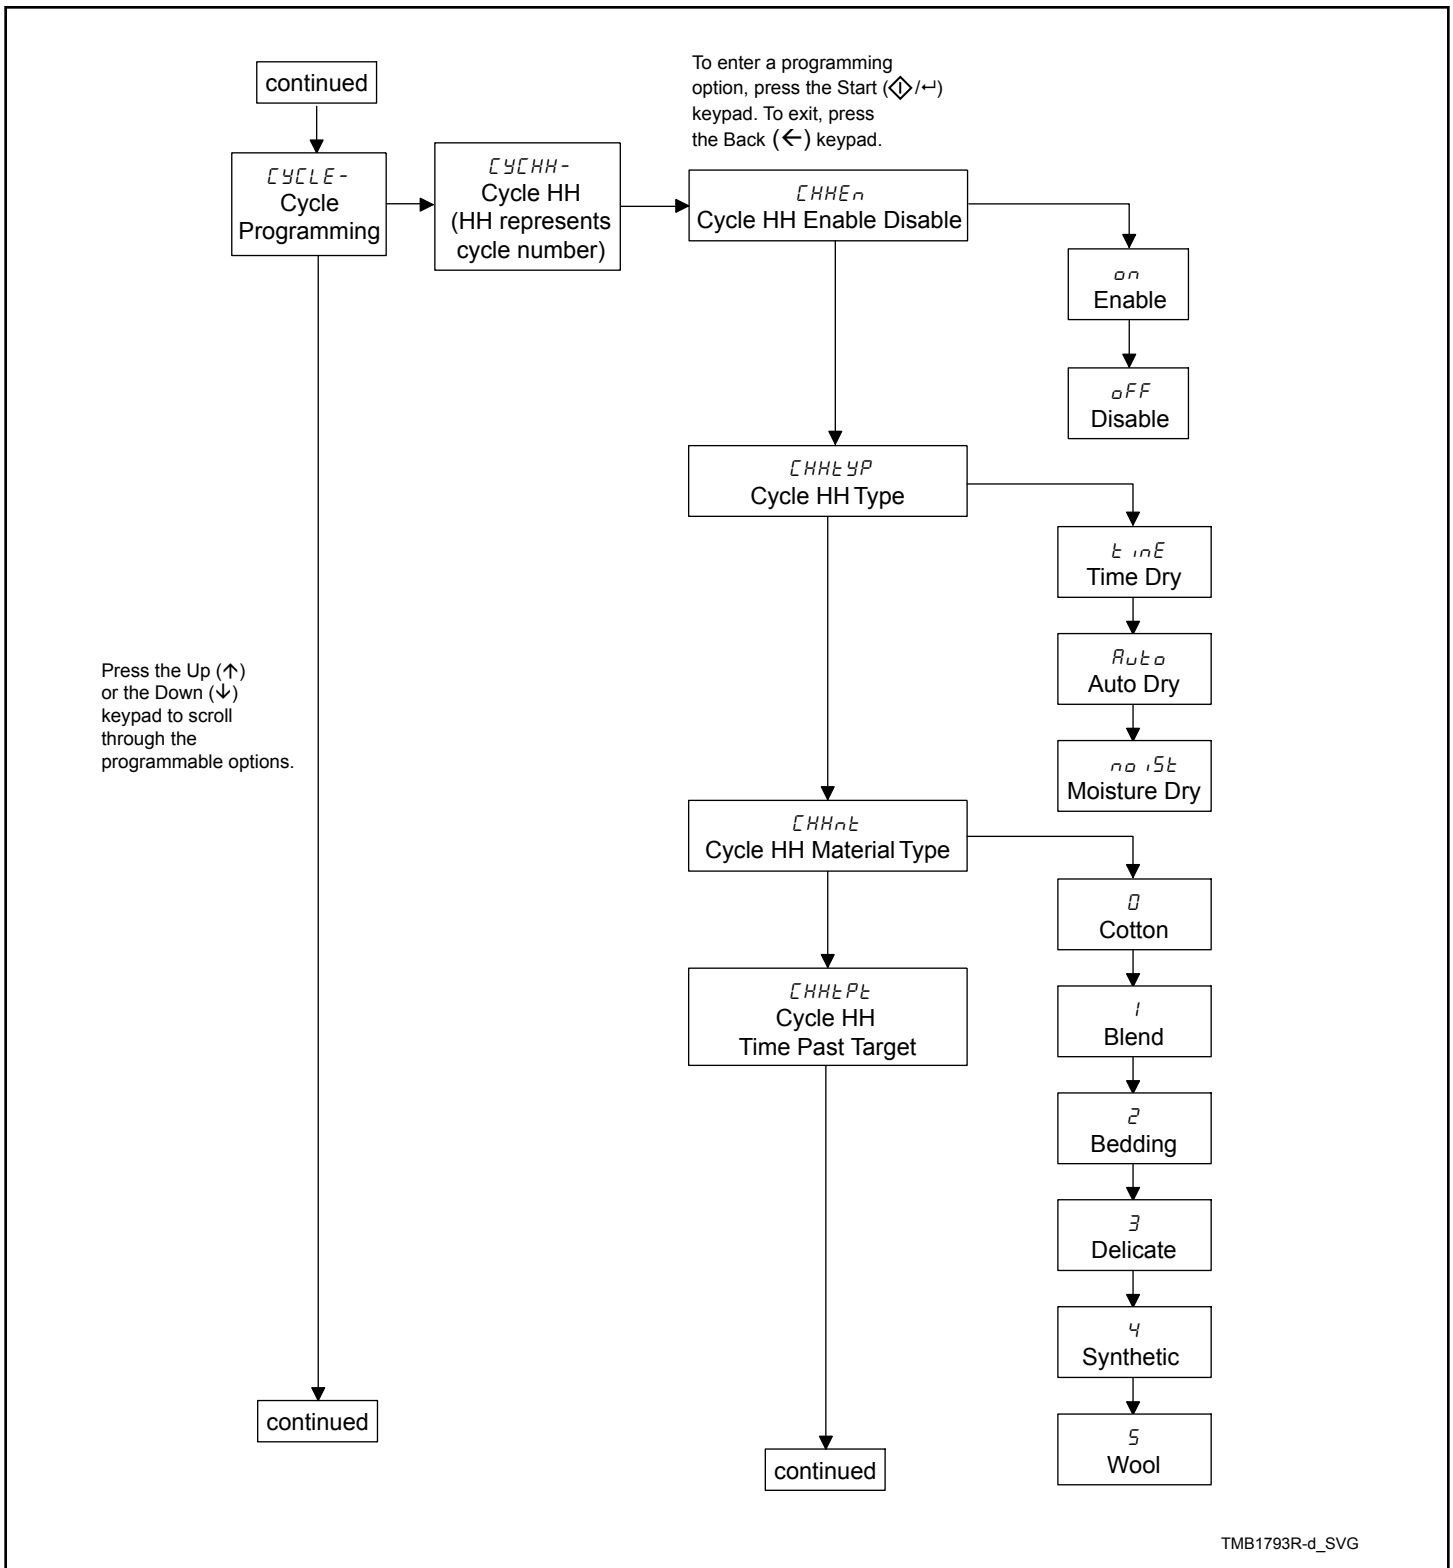 continued
To enter a programming
option, press the Start (/↵)
keypad. To exit, press
the Back (←) keypad.
CYCLE-
Cycle
Programming
CYCHH-
Cycle HH
(HH represents
cycle number)
CHHEn
Cycle HH Enable Disable
on
Enable
oFF
Disable
CHHtYP
Cycle HH Type
tinE
Time Dry
Auto
Auto Dry
noiSt
Moisture Dry
Press the Up (↑)
or the Down (↓)
keypad to scroll
through the
programmable options.
CHHnt
Cycle HH Material Type
0
Cotton
1
Blend
2
Bedding
3
Delicate
4
Synthetic
5
Wool
CHHtPt
Cycle HH
Time Past Target
continued
continued
TMB1793R-d_SVG